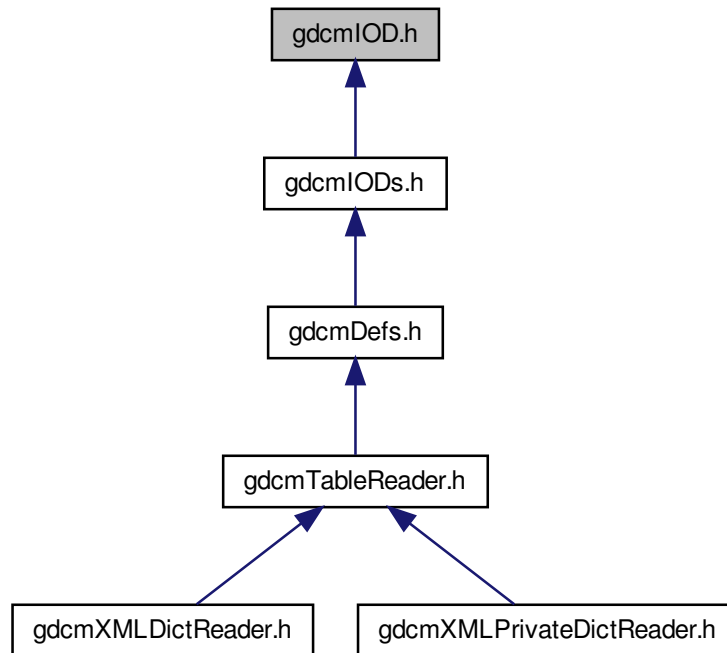 gdcmIOD.h
gdcmIODs.h
gdcmDefs.h
gdcmTableReader.h
gdcmXMLDictReader.h
gdcmXMLPrivateDictReader.h